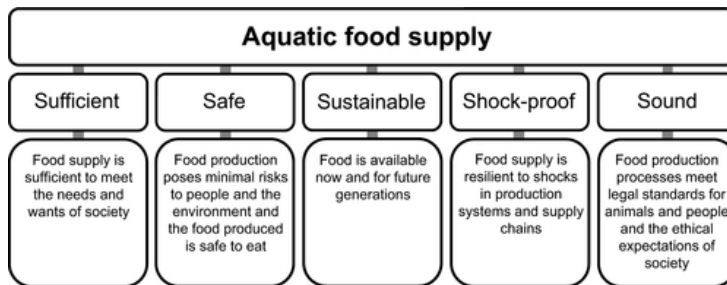 Aquatic food supply
Sufficient
Safe
Sustainable
Shock-proof
Sound
Food supply is
sufficient to meet
the needs and
wants of society
Food production
poses minimal risks
to people and the
environment and
the food produced
is safe to eat
Food is available
now and for future
generations
Food supply is
resilient to shocks
in production
systems and supply
chains
Food production
processes meet
legal standards for
animals and people
and the ethical
expectations of
society